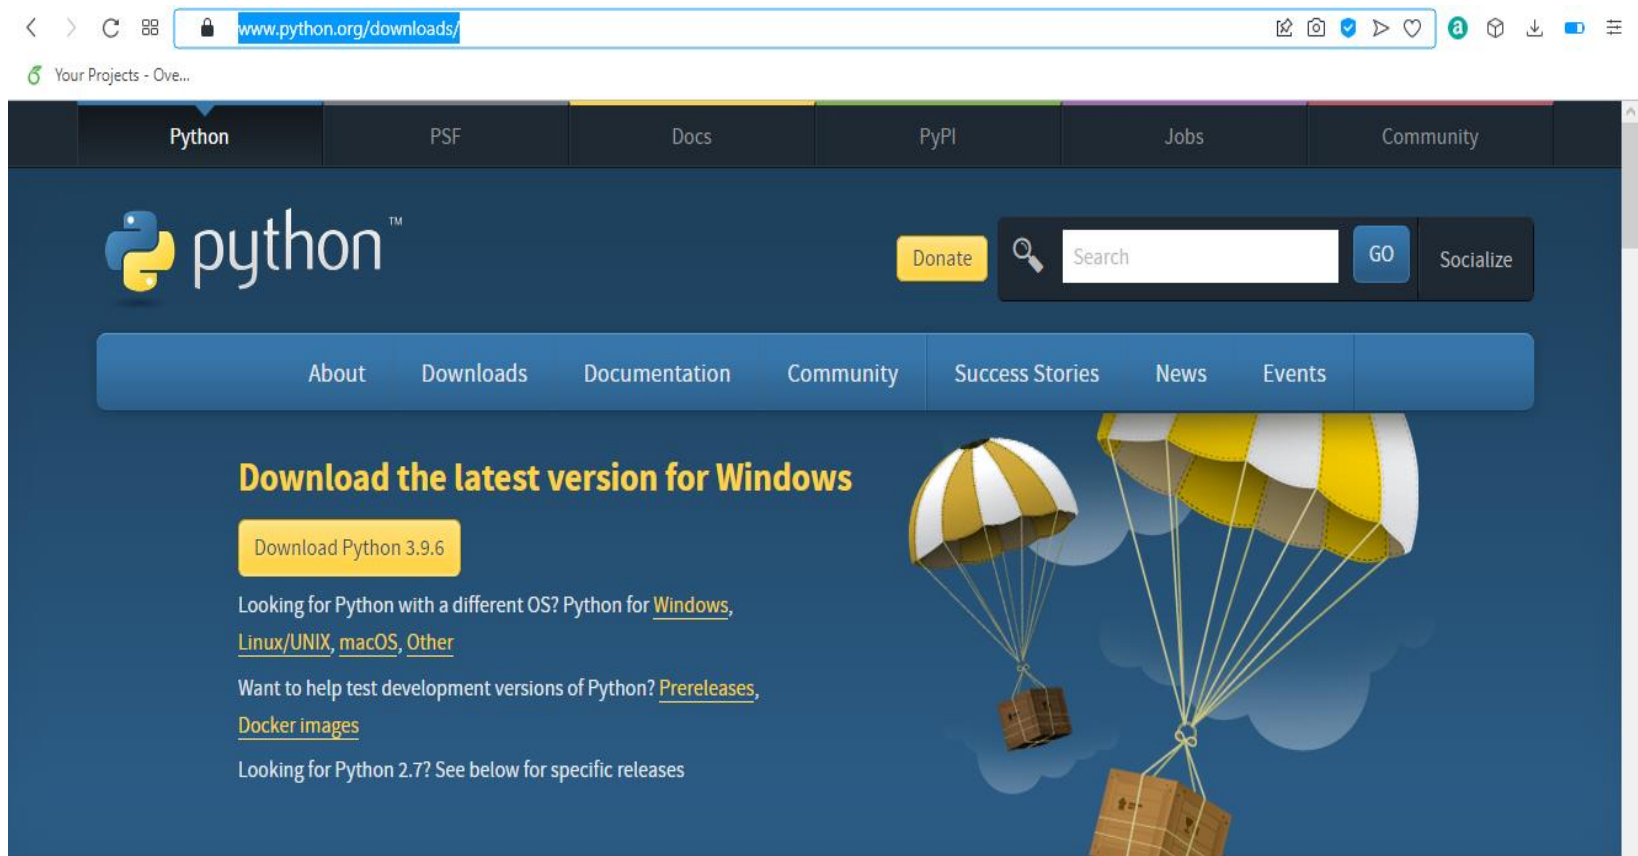 www.python.org/downloads/
Your Projects - Ove...
Python PSF Docs PyPI Jobs Community
python™
Donate Search GO Socialize
About Downloads Documentation Community Success Stories News Events
Download the latest version for Windows
Download Python 3.9.6
Looking for Python with a different OS? Python for Windows,
Linux/UNIX, macOS, Other
Want to help test development versions of Python? Prereleases,
Docker images
Looking for Python 2.7? See below for specific releases